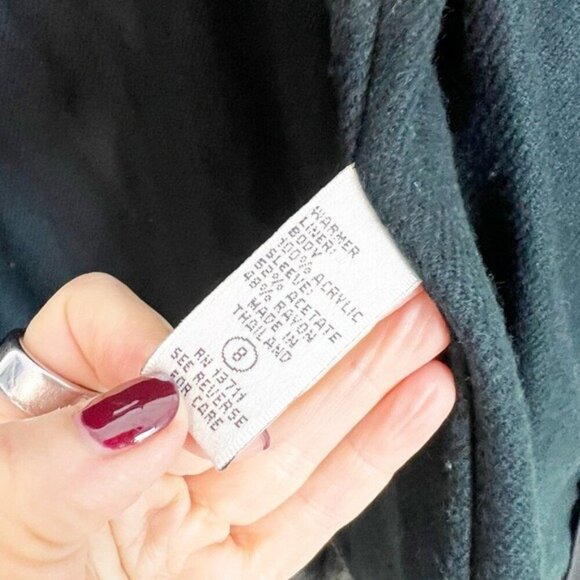 WARMER
LINER:
BODY
100% ACRYLIC
SLEEVE:
52% ACETATE
48% RAYON
MADE IN
THAILAND
8
RN 13711
SEE REVERSE
FOR CARE